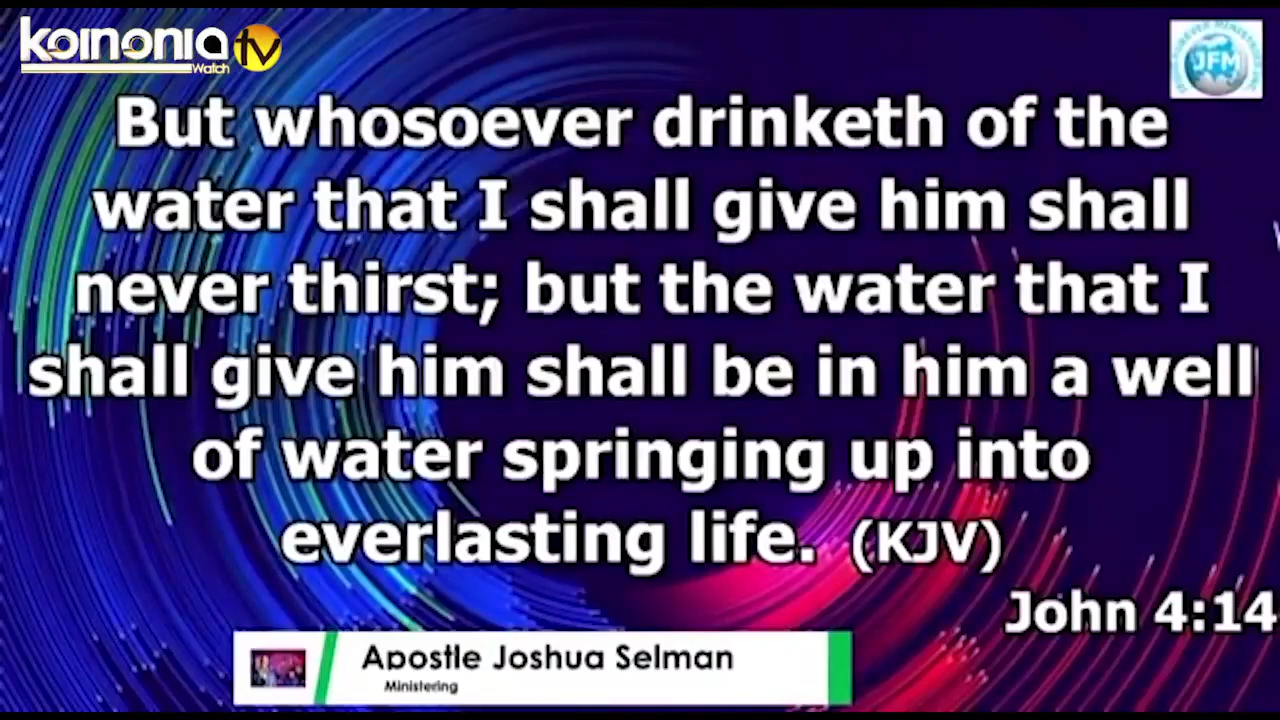 koinonia tv
Watch
JFM
But whosoever drinketh of the
water that I shall give him shall
never thirst; but the water that I
shall give him shall be in him a well
of water springing up into
everlasting life. (KJV)
John 4:14
Apostle Joshua Selman
Ministering